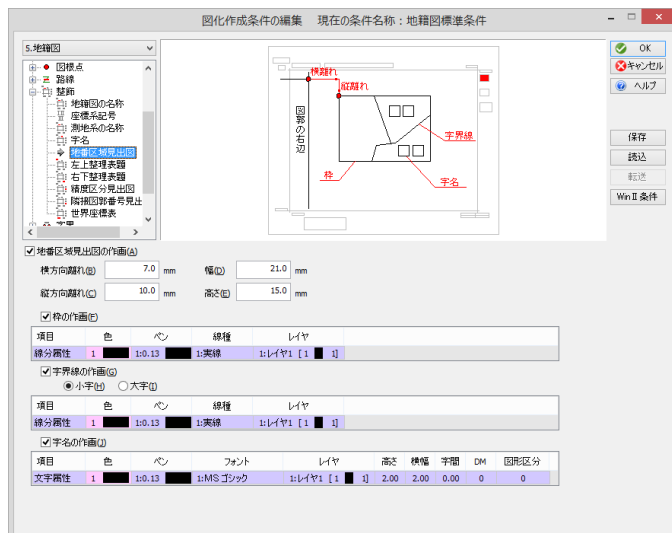 図化作成条件の編集　現在の条件名称：地籍図標準条件
5.地籍図
図根点
路線
整飾
地籍図の名称
座標系記号
測地系の名称
字名
地番区域見出図
左上整理表題
右下整理表題
精度区分見出図
隣接図郭番号見出
世界座標表
字界
横離れ
縦離れ
図郭の右辺
字界線
枠
字名
OK
キャンセル
ヘルプ
保存
読込
転送
WinⅡ条件
地番区域見出図の作画(A)
横方向離れ(B) 7.0 mm 幅(D) 21.0 mm
縦方向離れ(C) 10.0 mm 高さ(E) 15.0 mm
枠の作画(F)
項目 色 ペン 線種 レイヤ
線分属性 1 1:0.13 1:実線 1:レイヤ1 [ 1 1]
字界線の作画(G)
小字(H) 大字(I)
項目 色 ペン 線種 レイヤ
線分属性 1 1:0.13 1:実線 1:レイヤ1 [ 1 1]
字名の作画(J)
項目 色 ペン フォント レイヤ 高さ 横幅 字間 DM 図形区分
文字属性 1 1:0.13 1:MS ゴシック 1:レイヤ1 [ 1 1] 2.00 2.00 0.00 0 0